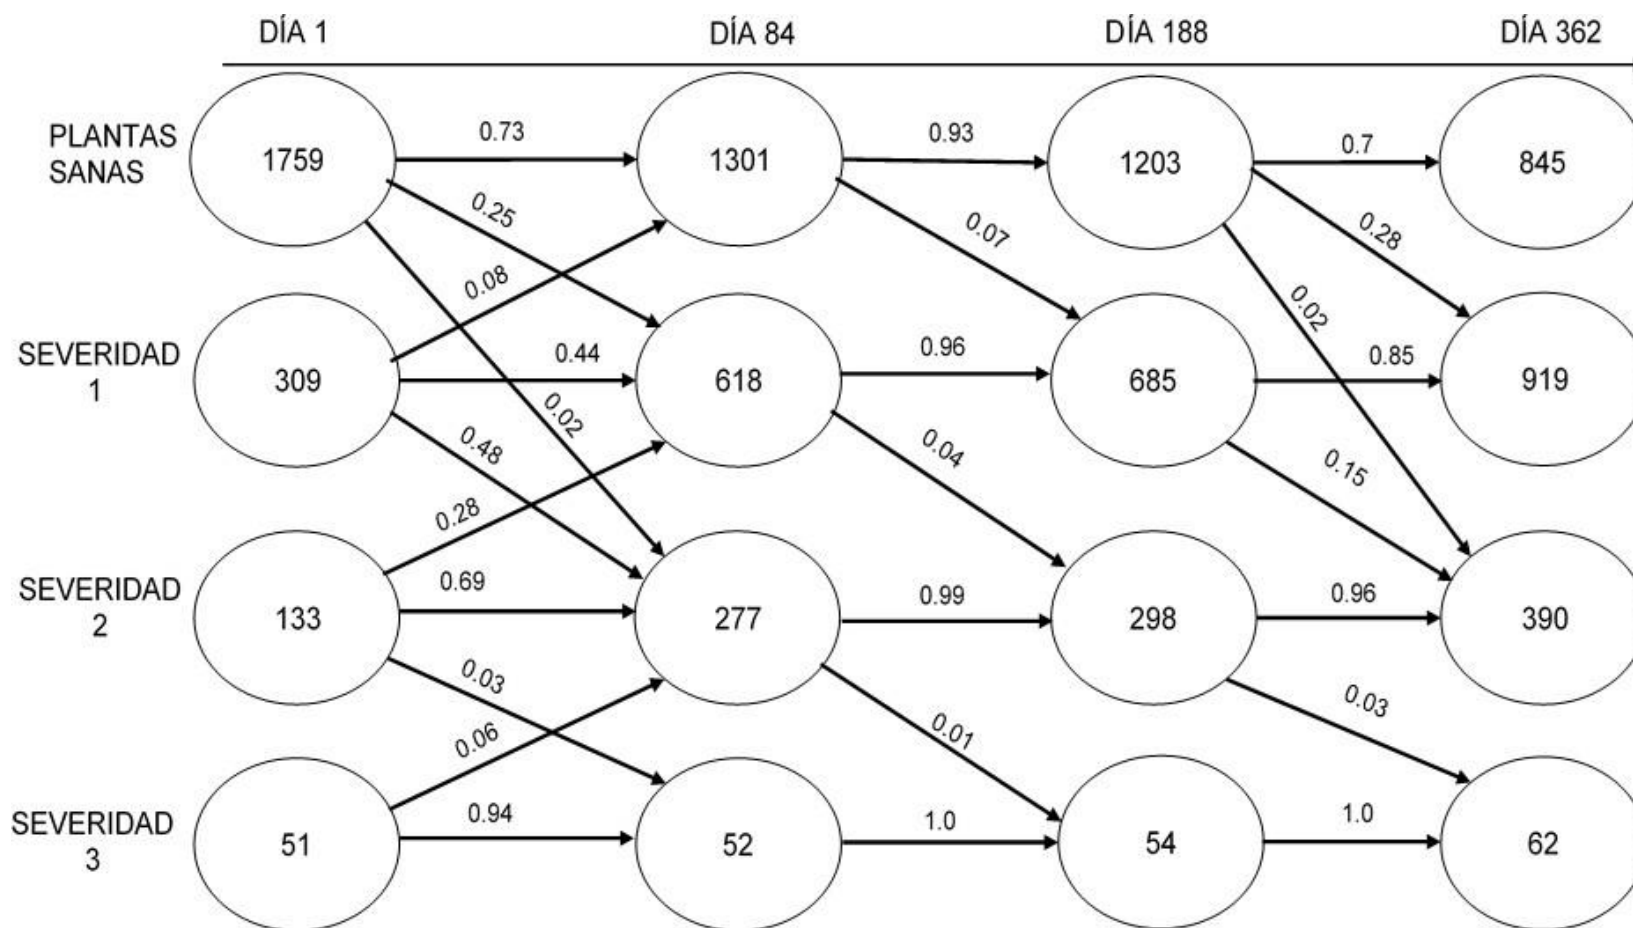 DÍA 1 DÍA 84 DÍA 188 DÍA 362
PLANTAS
SANAS
1759 0.73 1301 0.93 1203 0.7 845
0.25 0.07 0.28
0.08 0.02
SEVERIDAD
1
309 0.44 618 0.96 685 0.85 919
0.02
0.48 0.04 0.15
0.28
SEVERIDAD
2
133 0.69 277 0.99 298 0.96 390
0.03 0.01 0.03
0.06
SEVERIDAD
3
51 0.94 52 1.0 54 1.0 62